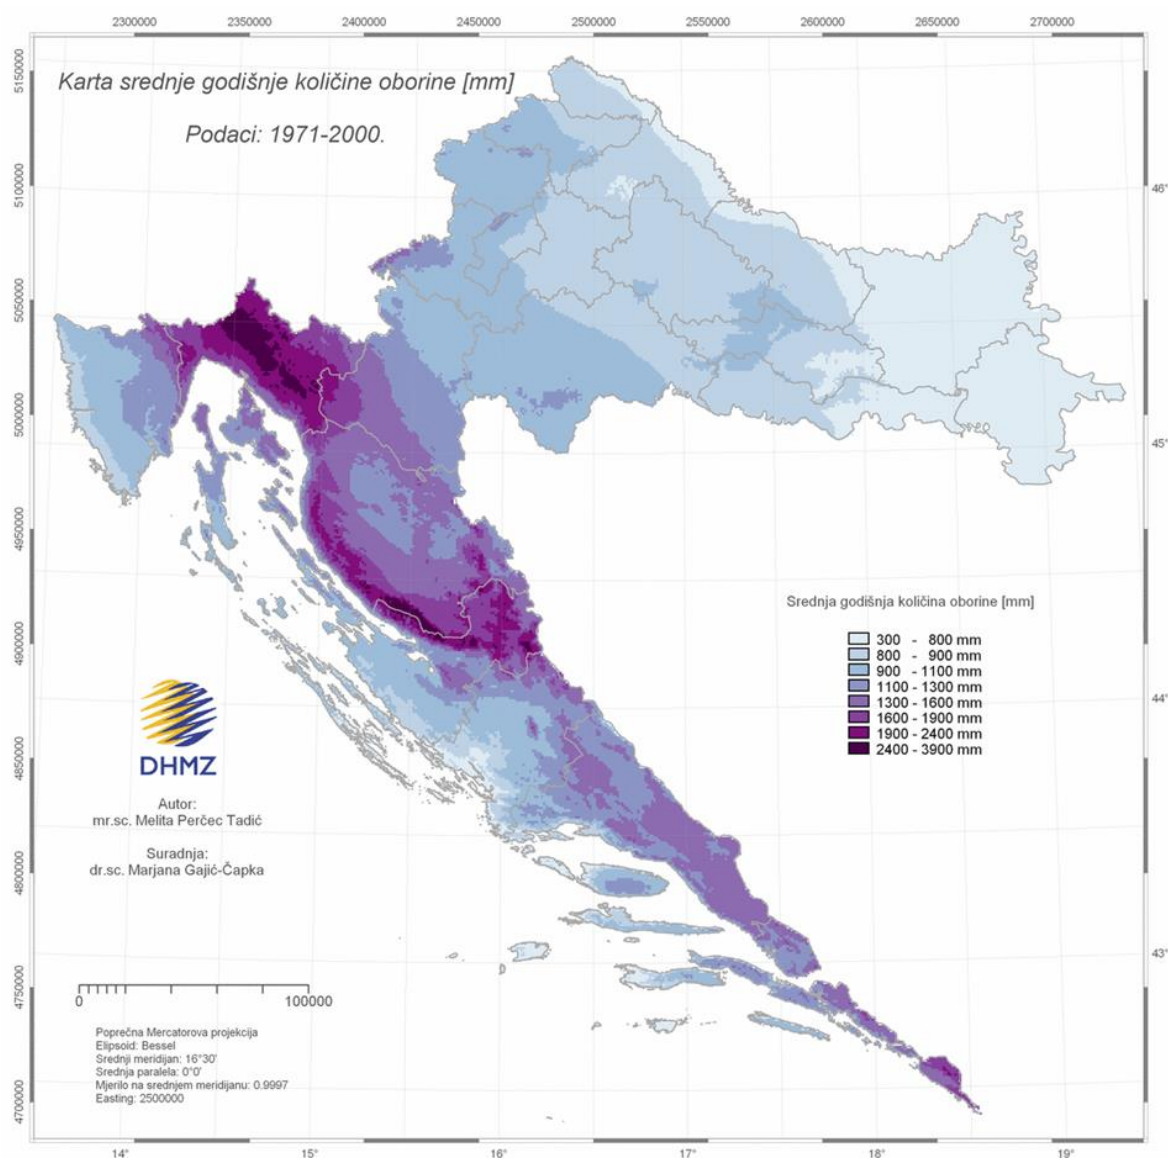 2300000 2350000 2400000 2450000 2500000 2550000 2600000 2650000 2700000
Karta srednje godišnje količine oborine [mm]
Podaci: 1971-2000.
5150000
5100000
5050000
5000000
4950000
4900000
4850000
4800000
4750000
4700000
46°
45°
44°
43°
Srednja godišnja količina oborine [mm]
300 - 800 mm
800 - 900 mm
900 - 1100 mm
1100 - 1300 mm
1300 - 1600 mm
1600 - 1900 mm
1900 - 2400 mm
2400 - 3900 mm
DHMZ
Autor:
mr.sc. Melita Perčec Tadić
Suradnja:
dr.sc. Marjana Gajić-Čapka
0 100000
Poprečna Mercatorova projekcija
Elipsoid: Bessel
Srednji meridijan: 16°30'
Srednja paralela: 0°0'
Mjerilo na srednjem meridijanu: 0.9997
Easting: 2500000
14° 15° 16° 17° 18° 19°